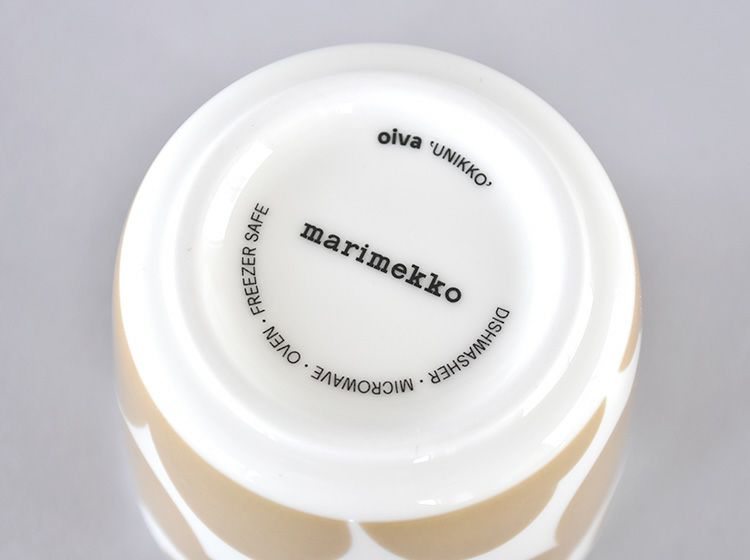 oiva ‘UNIKKO’
marimekko
DISHWASHER · MICROWAVE · OVEN · FREEZER SAFE